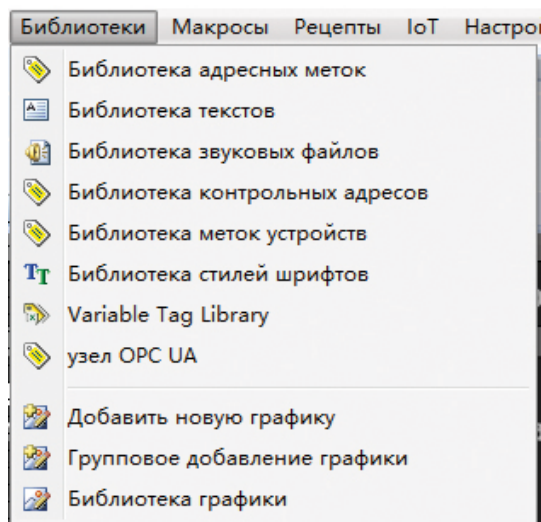 Библиотеки Макросы Рецепты IoT Настро
Библиотека адресных меток
Библиотека текстов
Библиотека звуковых файлов
Библиотека контрольных адресов
Библиотека меток устройств
Библиотека стилей шрифтов
Variable Tag Library
узел OPC UA
Добавить новую графику
Групповое добавление графики
Библиотека графики